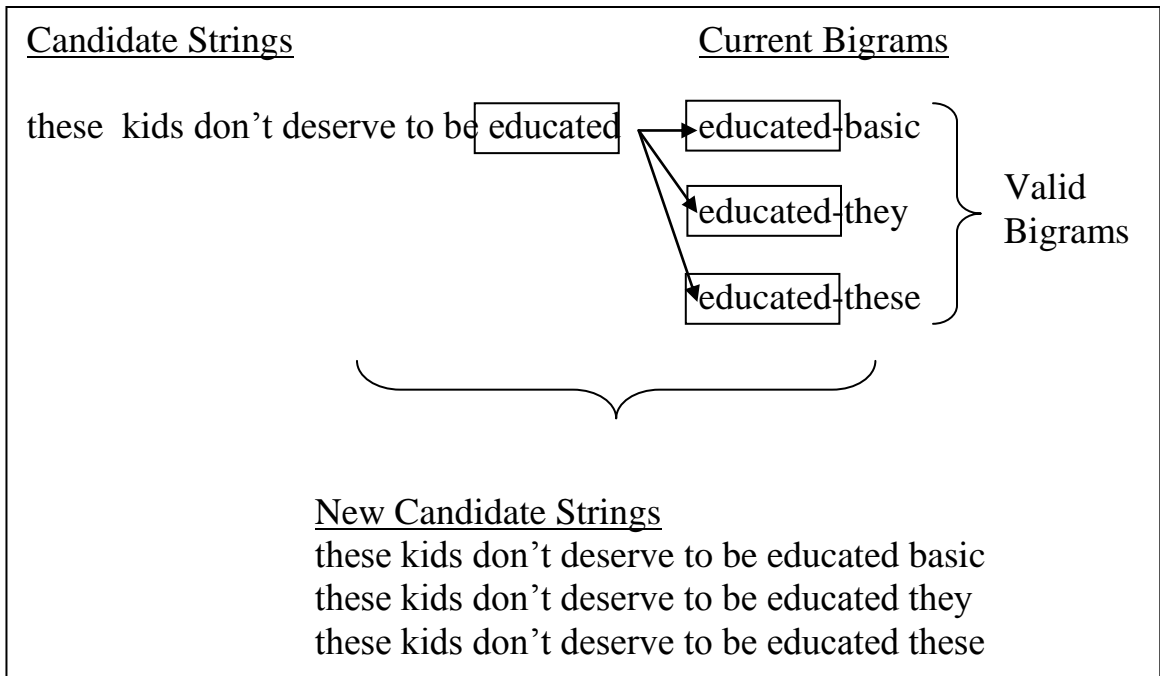 Candidate Strings
Current Bigrams
these kids don’t deserve to be educated
educated-basic
educated-they
educated-these
Valid
Bigrams
New Candidate Strings
these kids don’t deserve to be educated basic
these kids don’t deserve to be educated they
these kids don’t deserve to be educated these